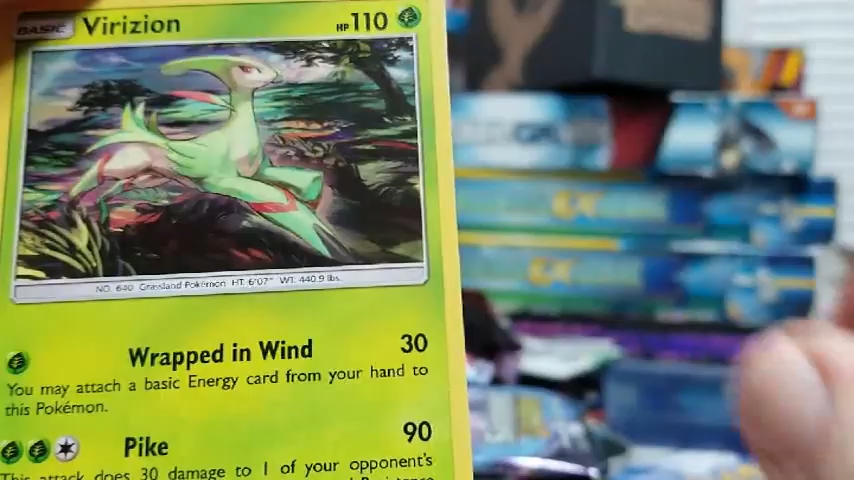 BASIC Virizion HP 110
NO. 640 Grassland Pokémon HT: 6'07" WT: 440.9 lbs.
Wrapped in Wind 30
You may attach a basic Energy card from your hand to
this Pokémon.
Pike 90
This attack does 30 damage to 1 of your opponent's